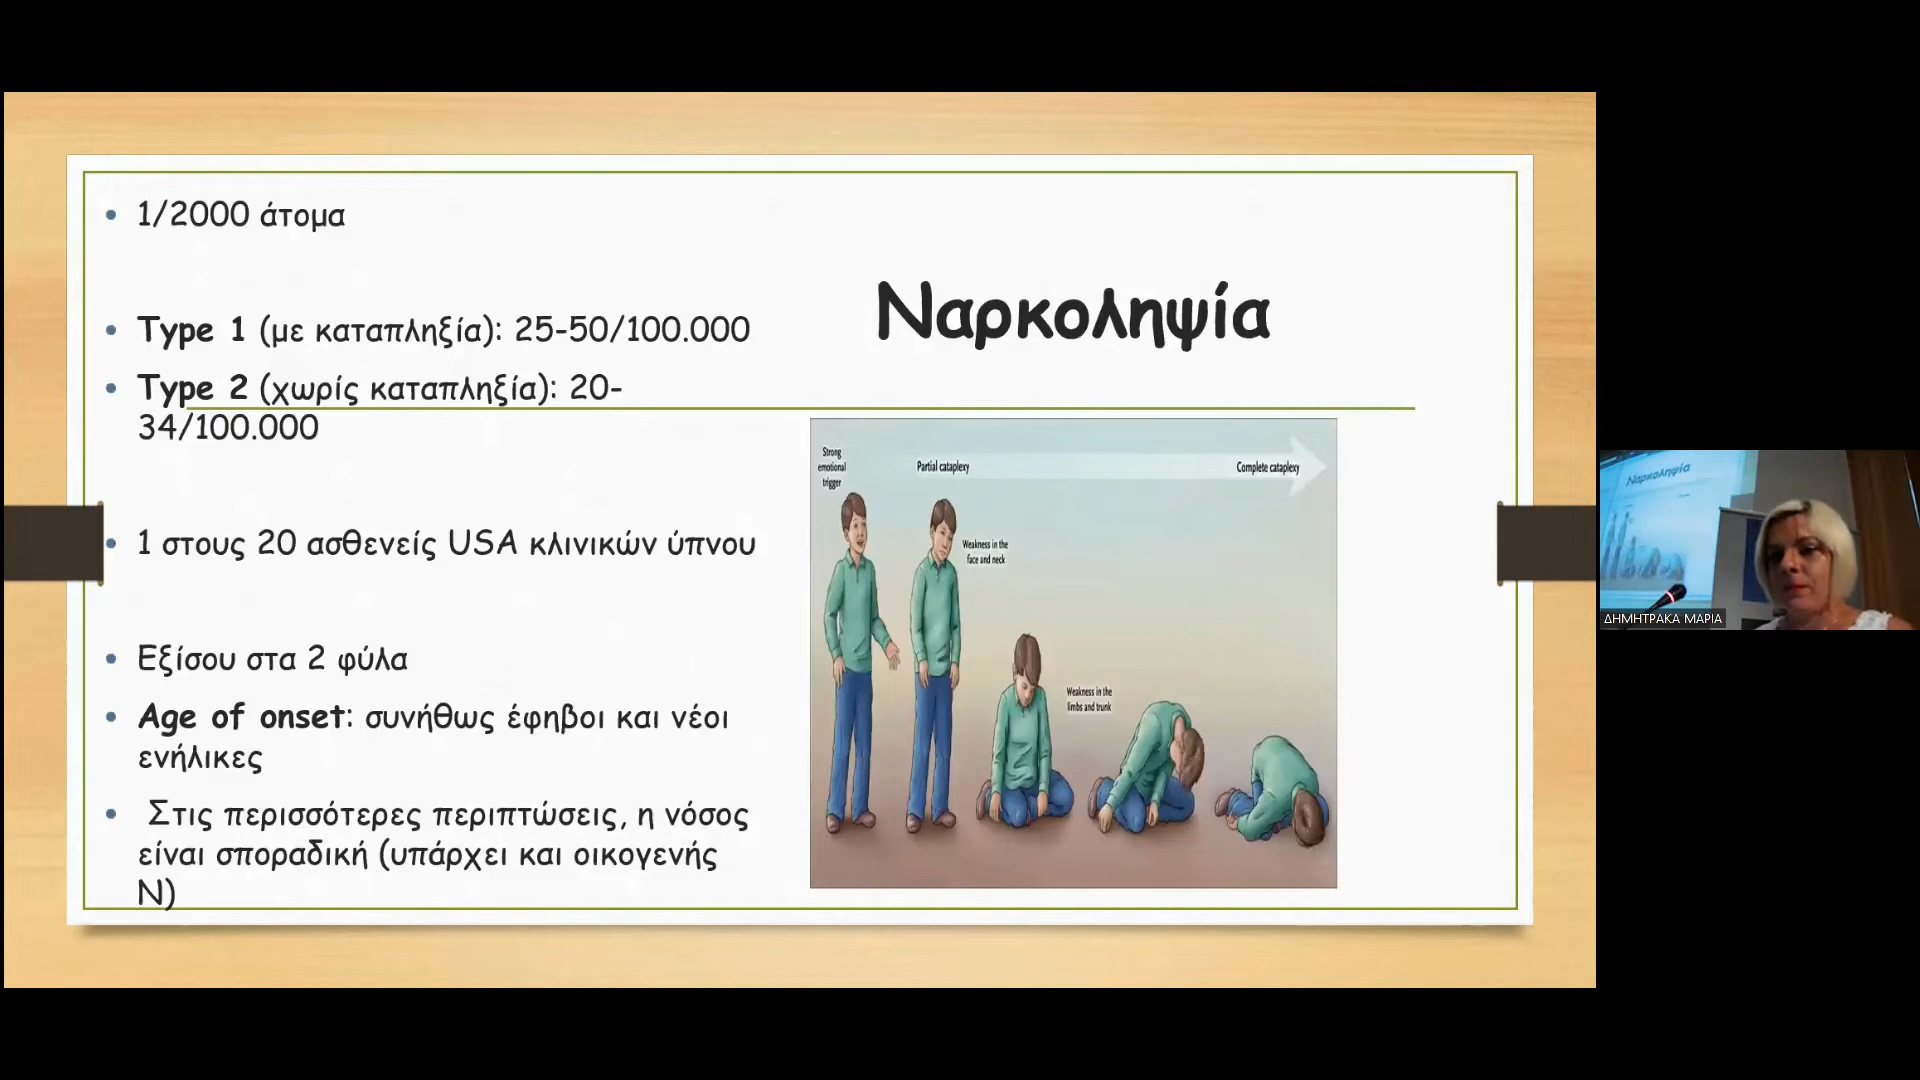 1/2000 άτομα
Type 1 (με καταπληξία): 25-50/100.000
Type 2 (χωρίς καταπληξία): 20-
34/100.000
1 στους 20 ασθενείς USA κλινικών ύπνου
Εξίσου στα 2 φύλα
Age of onset: συνήθως έφηβοι και νέοι
ενήλικες
Στις περισσότερες περιπτώσεις, η νόσος
είναι σποραδική (υπάρχει και οικογενής
Ν)
Ναρκοληψία
Strong
emotional
trigger
Partial cataplexy
Complete cataplexy
Weakness in the
face and neck
Weakness in the
limbs and trunk
Ναρκοληψία
ΔΗΜΗΤΡΑΚΑ ΜΑΡΙΑ